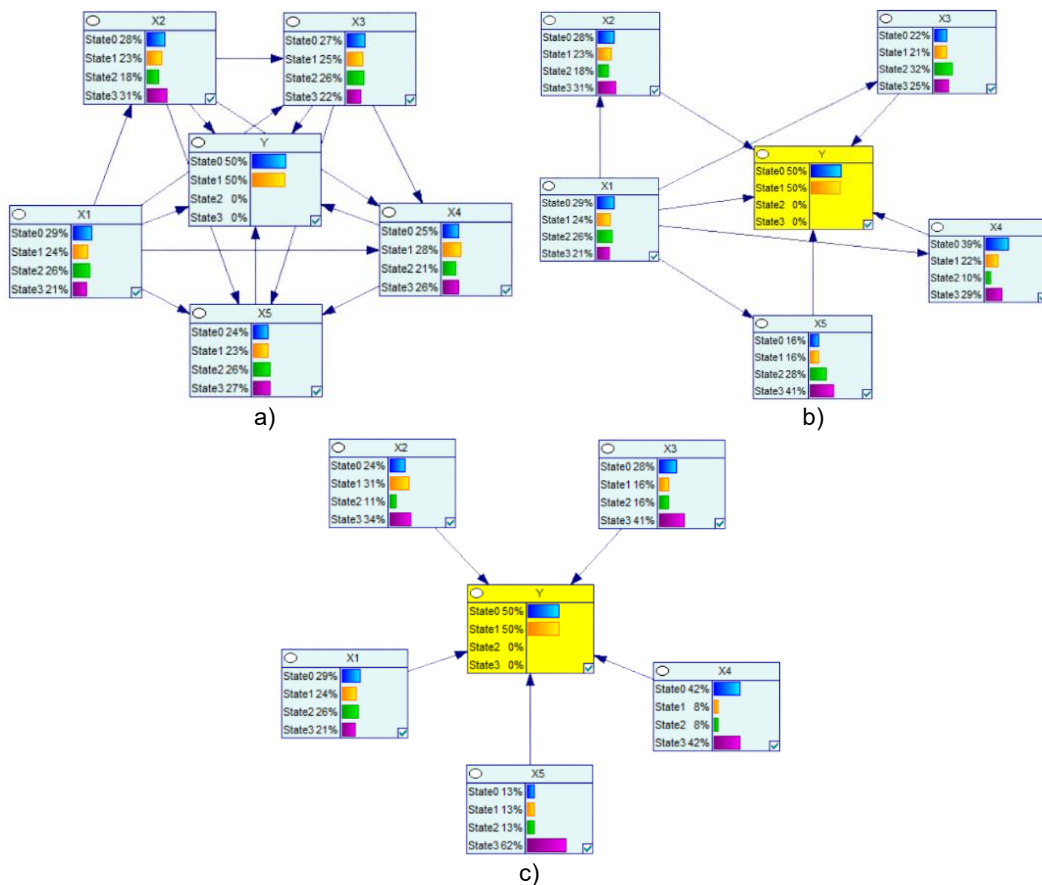 X2
State0 28%
State1 23%
State2 18%
State3 31%
X3
State0 27%
State1 25%
State2 26%
State3 22%
Y
State0 50%
State1 50%
State2 0%
State3 0%
X1
State0 29%
State1 24%
State2 26%
State3 21%
X4
State0 25%
State1 28%
State2 21%
State3 26%
X5
State0 24%
State1 23%
State2 26%
State3 27%
a)
X2
State0 28%
State1 23%
State2 18%
State3 31%
X3
State0 22%
State1 21%
State2 32%
State3 25%
Y
State0 50%
State1 50%
State2 0%
State3 0%
X1
State0 29%
State1 24%
State2 26%
State3 21%
X4
State0 39%
State1 22%
State2 10%
State3 29%
X5
State0 16%
State1 16%
State2 28%
State3 41%
b)
X2
State0 24%
State1 31%
State2 11%
State3 34%
X3
State0 28%
State1 16%
State2 16%
State3 41%
Y
State0 50%
State1 50%
State2 0%
State3 0%
X1
State0 29%
State1 24%
State2 26%
State3 21%
X4
State0 42%
State1 8%
State2 8%
State3 42%
X5
State0 13%
State1 13%
State2 13%
State3 62%
c)